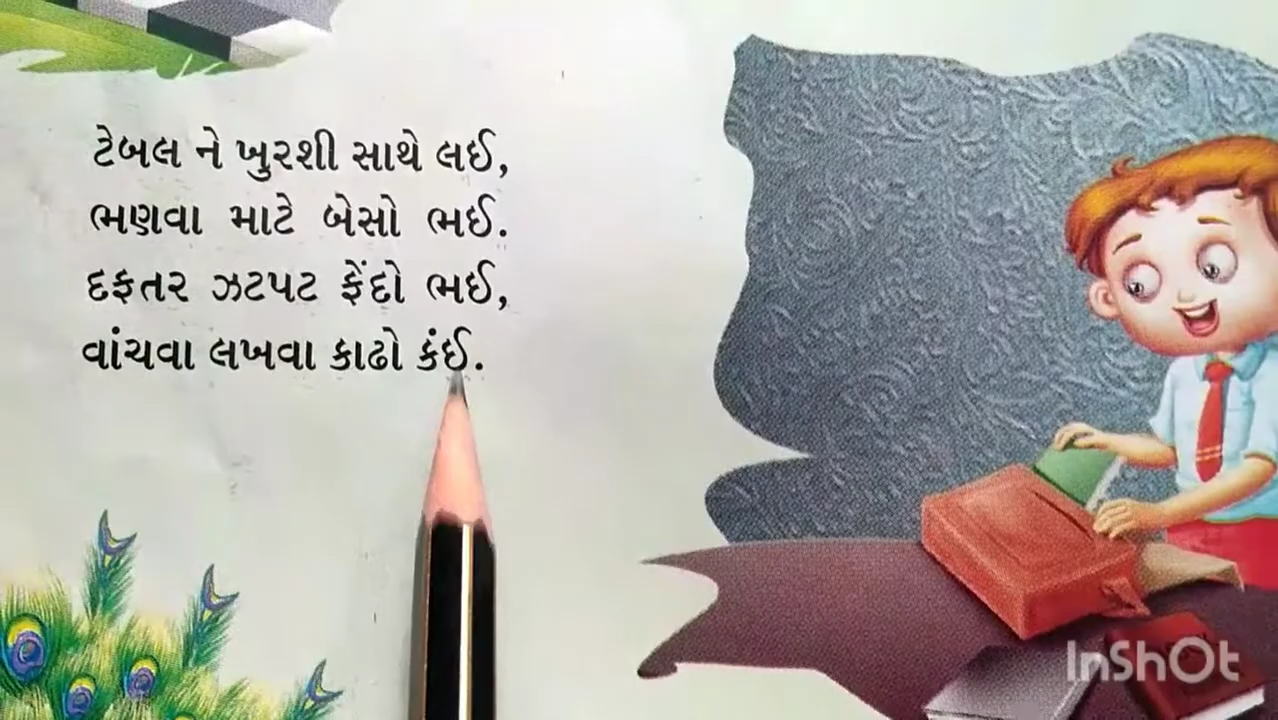 ટેબલ ને ખુરશી સાથે લઈ,
ભણવા માટે બેસો ભઈ.
દફતર ઝટપટ ફેંદો ભઈ,
વાંચવા લખવા કાઢો કંઈ.
InShOt